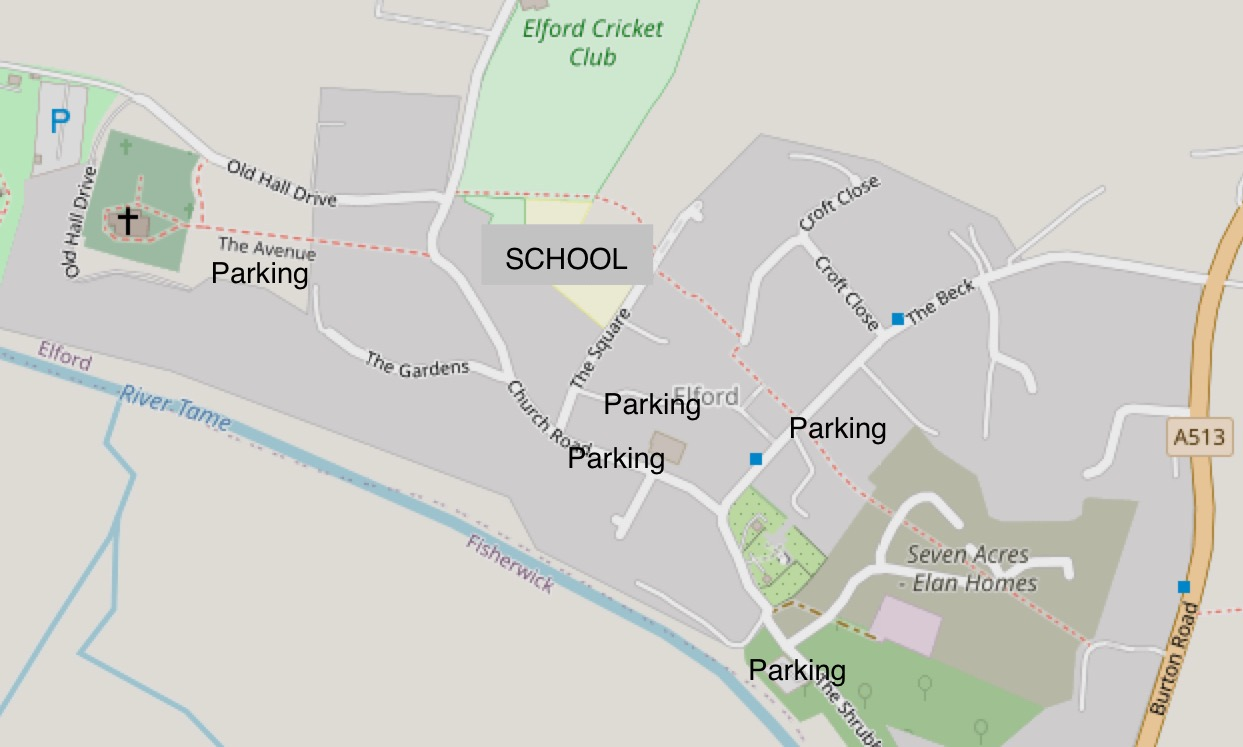 Elford Cricket
Club
P
Old Hall Drive
Old Hall Drive
The Avenue
Parking
SCHOOL
Croft Close
Croft Close
The Beck
The Square
Elford
The Gardens
River Tame
Church Road
Elford
Parking
Parking
Parking
A513
Fisherwick
Seven Acres
- Elan Homes
Parking
The Shrubf
Burton Road